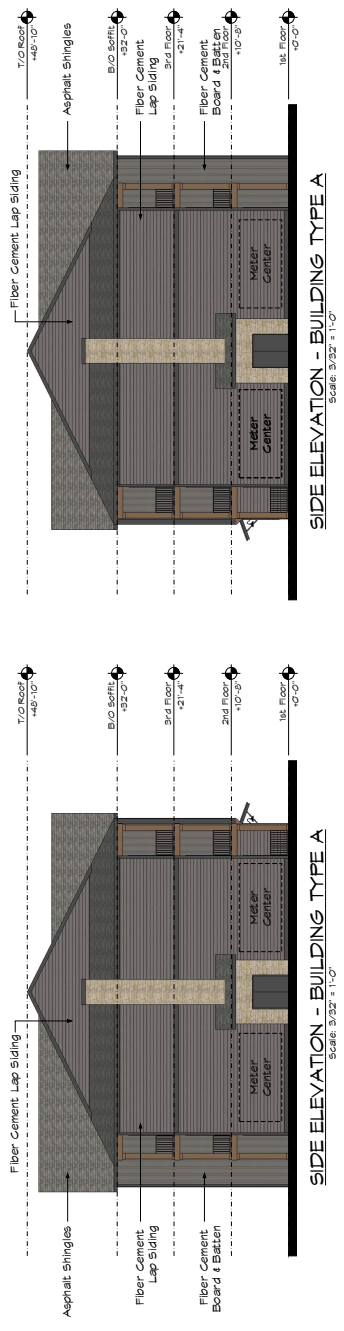 Fiber Cement Lap Siding
Asphalt Shingles
Fiber Cement
Lap Siding
Fiber Cement
Board & Batten
T/O Roof
+48'-10"
B/O Soffit
+32'-0"
3rd Floor
+21'-4"
2nd Floor
+10'-8"
1st Floor
+0'-0"
Meter
Center
Meter
Center
SIDE ELEVATION - BUILDING TYPE A
Scale: 3/32" = 1'-0"
Fiber Cement Lap Siding
T/O Roof
+48'-10"
Asphalt Shingles
B/O Soffit
+32'-0"
Fiber Cement
Lap Siding
3rd Floor
+21'-4"
Fiber Cement
Board & Batten
2nd Floor
+10'-8"
1st Floor
+0'-0"
Meter
Center
Meter
Center
SIDE ELEVATION - BUILDING TYPE A
Scale: 3/32" = 1'-0"